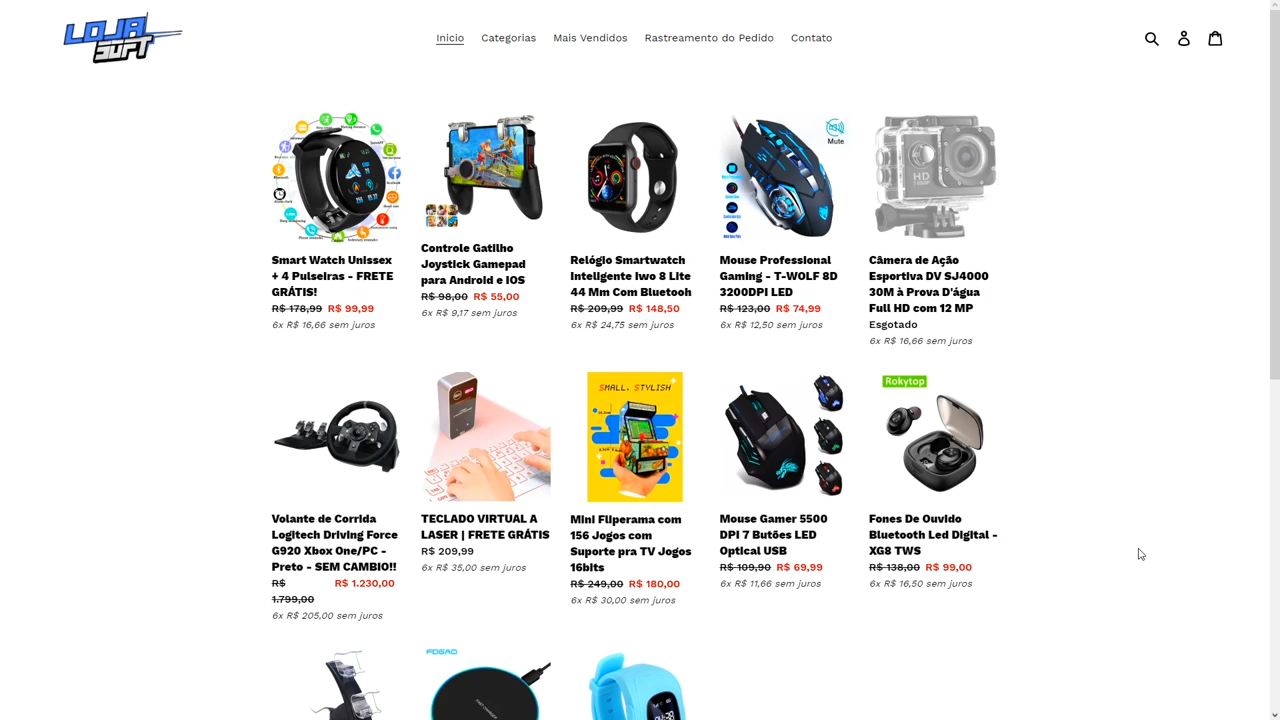 LOJA
SOFT
Inicio
Categorias
Mais Vendidos
Rastreamento do Pedido
Contato
Mute
HD
1080P
Smart Watch Unissex
+ 4 Pulseiras - FRETE
GRÁTIS!
R$ 178,99 R$ 99,99
6x R$ 16,66 sem juros
Controle Gatilho
Joystick Gamepad
para Android e IOS
R$ 98,00 R$ 55,00
6x R$ 9,17 sem juros
Relógio Smartwatch
Inteligente Iwo 8 Lite
44 Mm Com Bluetooh
R$ 209,99 R$ 148,50
6x R$ 24,75 sem juros
Mouse Professional
Gaming - T-WOLF 8D
3200DPI LED
R$ 123,00 R$ 74,99
6x R$ 12,50 sem juros
Câmera de Ação
Esportiva DV SJ4000
30M à Prova D'água
Full HD com 12 MP
Esgotado
6x R$ 16,66 sem juros
SMALL, STYLISH
Rokytop
Volante de Corrida
Logitech Driving Force
G920 Xbox One/PC -
Preto - SEM CAMBIO!!
R$ 1.799,00 R$ 1.230,00
6x R$ 205,00 sem juros
TECLADO VIRTUAL A
LASER | FRETE GRÁTIS
R$ 209,99
6x R$ 35,00 sem juros
Mini Fliperama com
156 Jogos com
Suporte pra TV Jogos
16bits
R$ 249,00 R$ 180,00
6x R$ 30,00 sem juros
Mouse Gamer 5500
DPI 7 Butões LED
Optical USB
R$ 109,90 R$ 69,99
6x R$ 11,66 sem juros
Fones De Ouvido
Bluetooth Led Digital -
XG8 TWS
R$ 138,00 R$ 99,00
6x R$ 16,50 sem juros
FDGAO